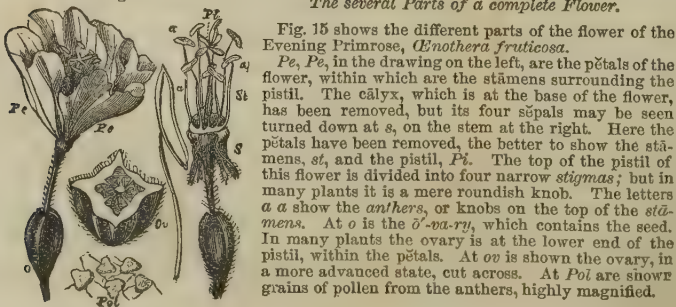 The several Parts of a complete Flower.
Fig. 15 shows the different parts of the flower of the
Evening Primrose, Œnothera fruticosa.
Pe, Pe, in the drawing on the left, are the pĕtals of the
flower, within which are the stāmens surrounding the
pistil. The cālyx, which is at the base of the flower,
has been removed, but its four sĕpals may be seen
turned down at s, on the stem at the right. Here the
pĕtals have been removed, the better to show the stā-
mens, st, and the pistil, Pi. The top of the pistil of
this flower is divided into four narrow stigmas; but in
many plants it is a mere roundish knob. The letters
a a show the anthers, or knobs on the top of the stā-
mens. At o is the ō'-va-ry, which contains the seed.
In many plants the ovary is at the lower end of the
pistil, within the pĕtals. At ov is shown the ovary, in
a more advanced state, cut across. At Pol are shown
grains of pollen from the anthers, highly magnified.
Pi
a
a
a
St
Pe
Pe
S
Ov
O
Pol